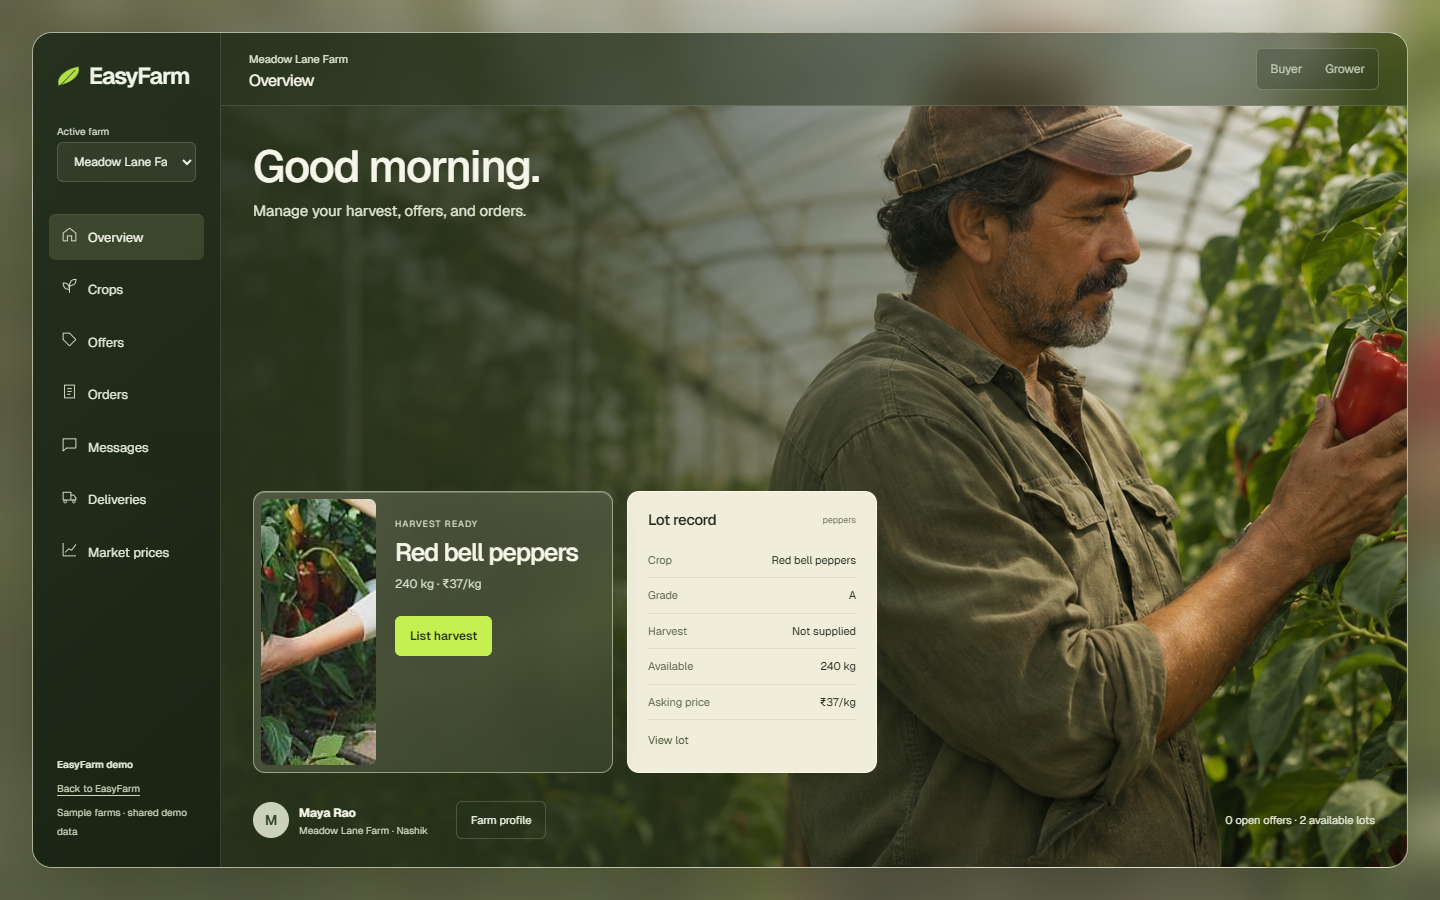 EasyFarm
Active farm
Meadow Lane Fa
Overview
Crops
Offers
Orders
Messages
Deliveries
Market prices
EasyFarm demo
Back to EasyFarm
Sample farms · shared demo
data
Meadow Lane Farm
Overview
Buyer
Grower
Good morning.
Manage your harvest, offers, and orders.
HARVEST READY
Red bell peppers
240 kg · ₹37/kg
List harvest
Lot record
peppers
Crop
Red bell peppers
Grade
A
Harvest
Not supplied
Available
240 kg
Asking price
₹37/kg
View lot
M
Maya Rao
Meadow Lane Farm · Nashik
Farm profile
0 open offers · 2 available lots